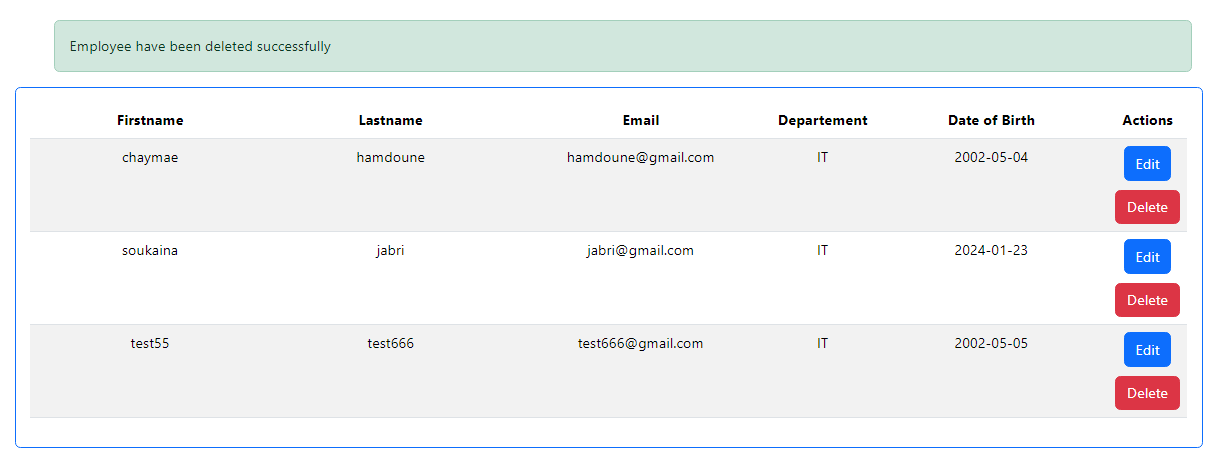 Employee have been deleted successfully
Firstname Lastname Email Departement Date of Birth Actions
chaymae hamdoune hamdoune@gmail.com IT 2002-05-04 Edit
Delete
soukaina jabri jabri@gmail.com IT 2024-01-23 Edit
Delete
test55 test666 test666@gmail.com IT 2002-05-05 Edit
Delete